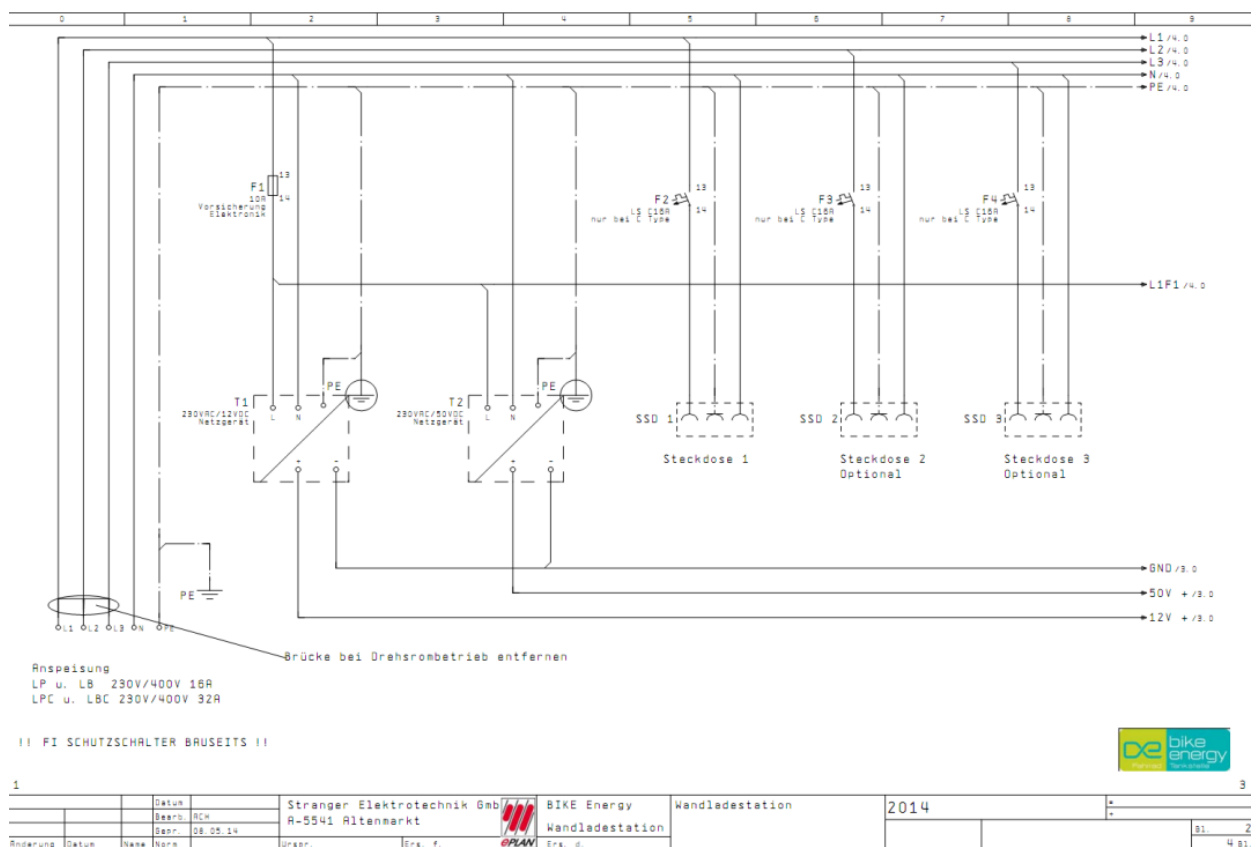 0 1 2 3 4 5 6 7 8 9
L1 /4.0
L2 /4.0
L3 /4.0
N /4.0
PE /4.0
F1
13
14
10A
Vorsicherung
Elektronik
F2
13
14
LS C16A
nur bei C Type
F3
13
14
LS C16A
nur bei C Type
F4
13
14
LS C16A
nur bei C Type
L1F1 /4.0
T1
230VAC/12VDC
Netzgerät
L N PE
+ -
T2
230VAC/50VDC
Netzgerät
L N PE
+ -
SSD 1
Steckdose 1
SSD 2
Steckdose 2
Optional
SSD 3
Steckdose 3
Optional
GND /3.0
50V + /3.0
12V + /3.0
PE
L1 L2 L3 N PE
Brücke bei Drehsrombetrieb entfernen
Anspeisung
LP u. LB 230V/400V 16A
LPC u. LBC 230V/400V 32A
!! FI SCHUTZSCHALTER BAUSEITS !!
bike
energy
1
3
Datum
Bearb. ACH
Gepr. 08.05.14
Änderung Datum Name Norm
Stranger Elektrotechnik Gmb
A-5541 Altenmarkt
Urspr. Ers. f.
ePLAN
BIKE Energy
Wandladestation
Ers. d.
Wandladestation
2014
=
+
Bl. 2
4 Bl.